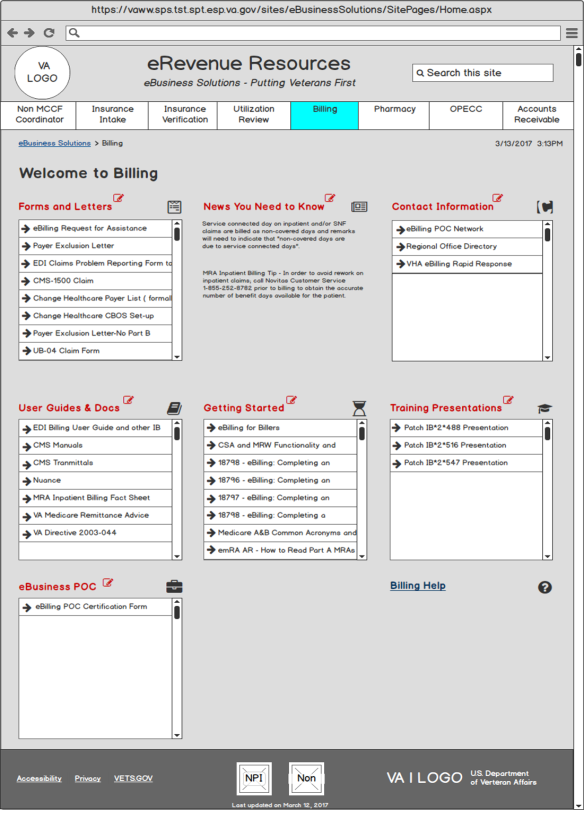 https://vaww.sps.tst.spt.esp.va.gov/sites/eBusinessSolutions/SitePages/Home.aspx
VA
LOGO
eRevenue Resources
eBusiness Solutions - Putting Veterans First
Search this site
Non MCCF
Coordinator
Insurance
Intake
Insurance
Verification
Utilization
Review
Billing
Pharmacy
OPECC
Accounts
Receivable
eBusiness Solutions > Billing
3/13/2017 3:13PM
Welcome to Billing
Forms and Letters
eBilling Request for Assistance
Payer Exclusion Letter
EDI Claims Problem Reporting Form to
CMS-1500 Claim
Change Healthcare Payer List ( formall
Change Healthcare CBOS Set-up
Payer Exclusion Letter-No Part B
UB-04 Claim Form
News You Need to Know
Service connected day on inpatient and/or SNF
claims are billed as non-covered days and remarks
will need to indicate that "non-covered days are
due to service connected days".
MRA Inpatient Billing Tip - In order to avoid rework on
inpatient claims, call Novitas Customer Service
1-855-252-8782 prior to billing to obtain the accurate
number of benefit days available for the patient.
Contact Information
eBilling POC Network
Regional Office Directory
VHA eBilling Rapid Response
User Guides & Docs
EDI Billing User Guide and other IB
CMS Manuals
CMS Tranmittals
Nuance
MRA Inpatient Billing Fact Sheet
VA Medicare Remittance Advice
VA Directive 2003-044
Getting Started
eBilling for Billers
CSA and MRW Functionality and
18798 - eBilling: Completing an
18796 - eBilling: Completing an
18797 - eBilling: Completing an
18798 - eBilling: Completing a
Medicare A&B Common Acronyms and
emRA AR - How to Read Part A MRAs
Training Presentations
Patch IB*2*488 Presentation
Patch IB*2*516 Presentation
Patch IB*2*547 Presentation
eBusiness POC
eBilling POC Certification Form
Billing Help
Accessibility
Privacy
VETS.GOV
NPI
Non
VA | LOGO
U.S. Department
of Verteran Affairs
Last updated on March 12, 2017